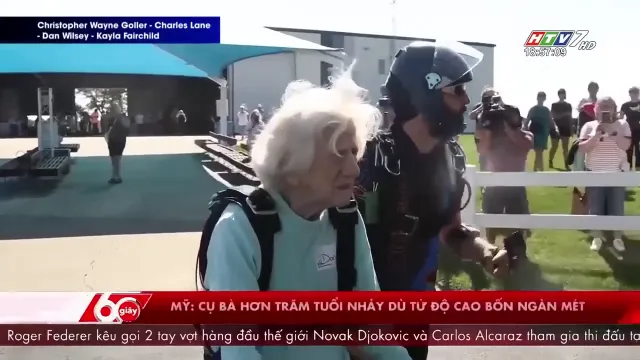 Christopher Wayne Goller - Charles Lane
- Dan Wilsey - Kayla Fairchild
HTV7 HD
18:57:09
60 giây
MỸ: CỤ BÀ HƠN TRĂM TUỔI NHẢY DÙ TỪ ĐỘ CAO BỐN NGÀN MÉT
Roger Federer kêu gọi 2 tay vợt hàng đầu thế giới Novak Djokovic và Carlos Alcaraz tham gia thi đấu tạ